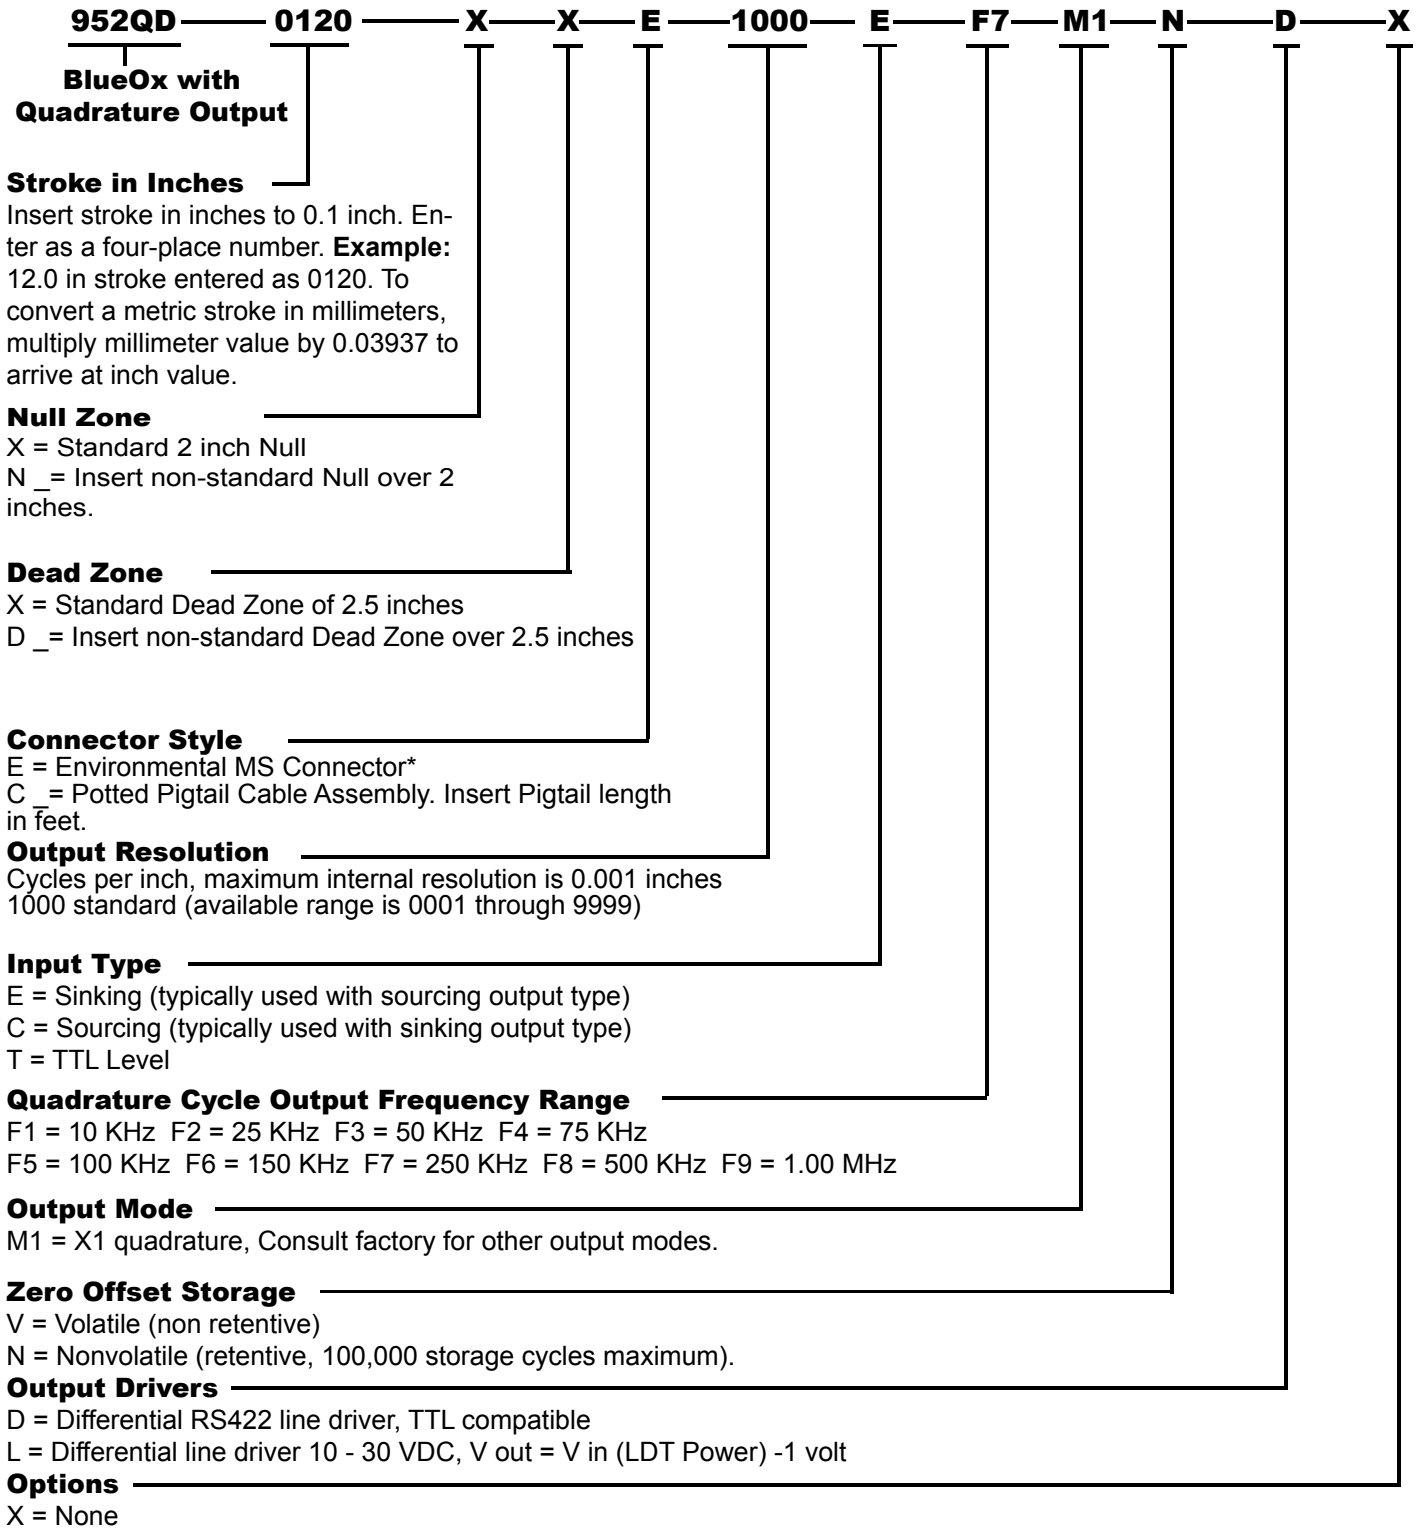 952QD 0120 X X E 1000 E F7 M1 N D X
BlueOx with
Quadrature Output
Stroke in Inches
Insert stroke in inches to 0.1 inch. En-
ter as a four-place number. Example:
12.0 in stroke entered as 0120. To
convert a metric stroke in millimeters,
multiply millimeter value by 0.03937 to
arrive at inch value.
Null Zone
X = Standard 2 inch Null
N _= Insert non-standard Null over 2
inches.
Dead Zone
X = Standard Dead Zone of 2.5 inches
D _= Insert non-standard Dead Zone over 2.5 inches
Connector Style
E = Environmental MS Connector*
C _= Potted Pigtail Cable Assembly. Insert Pigtail length
in feet.
Output Resolution
Cycles per inch, maximum internal resolution is 0.001 inches
1000 standard (available range is 0001 through 9999)
Input Type
E = Sinking (typically used with sourcing output type)
C = Sourcing (typically used with sinking output type)
T = TTL Level
Quadrature Cycle Output Frequency Range
F1 = 10 KHz F2 = 25 KHz F3 = 50 KHz F4 = 75 KHz
F5 = 100 KHz F6 = 150 KHz F7 = 250 KHz F8 = 500 KHz F9 = 1.00 MHz
Output Mode
M1 = X1 quadrature, Consult factory for other output modes.
Zero Offset Storage
V = Volatile (non retentive)
N = Nonvolatile (retentive, 100,000 storage cycles maximum).
Output Drivers
D = Differential RS422 line driver, TTL compatible
L = Differential line driver 10 - 30 VDC, V out = V in (LDT Power) -1 volt
Options
X = None